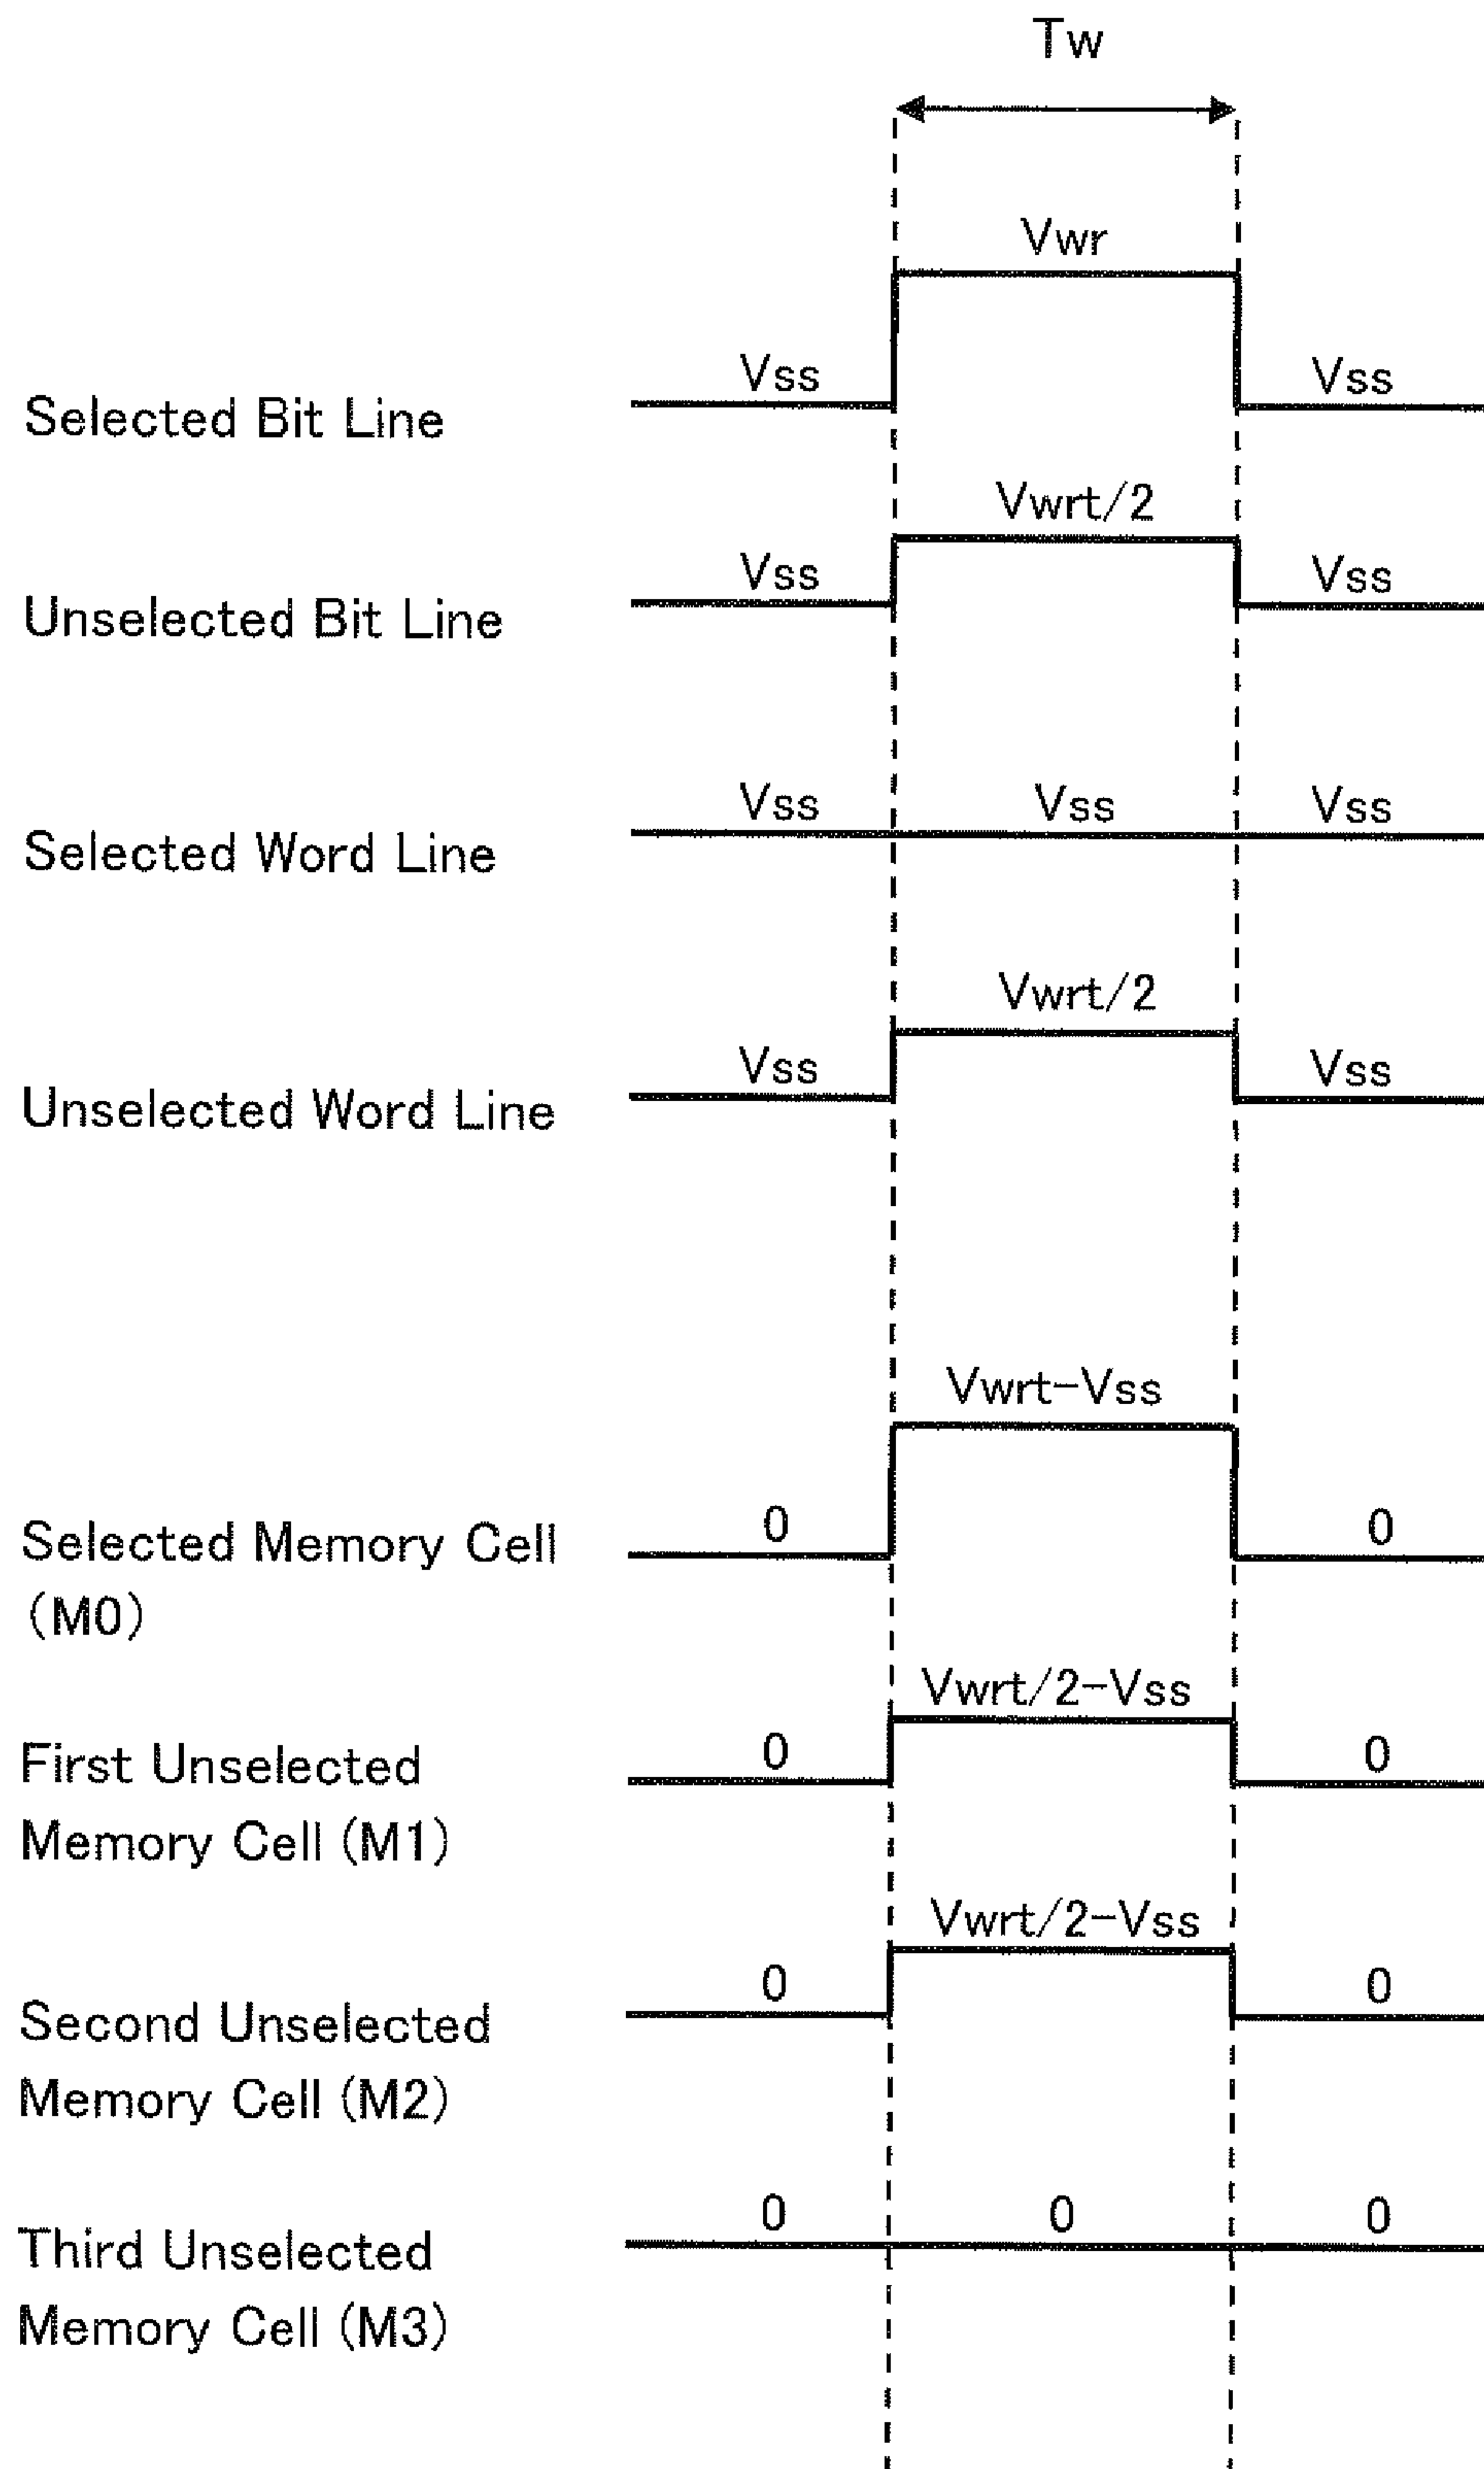 Tw
Vwr
Vss
Vss
Selected Bit Line
Vwrt/2
Vss
Vss
Unselected Bit Line
Vss
Vss
Vss
Selected Word Line
Vwrt/2
Vss
Vss
Unselected Word Line
Vwrt-Vss
0
0
Selected Memory Cell
(M0)
Vwrt/2-Vss
0
0
First Unselected
Memory Cell (M1)
Vwrt/2-Vss
0
0
Second Unselected
Memory Cell (M2)
0
0
0
Third Unselected
Memory Cell (M3)